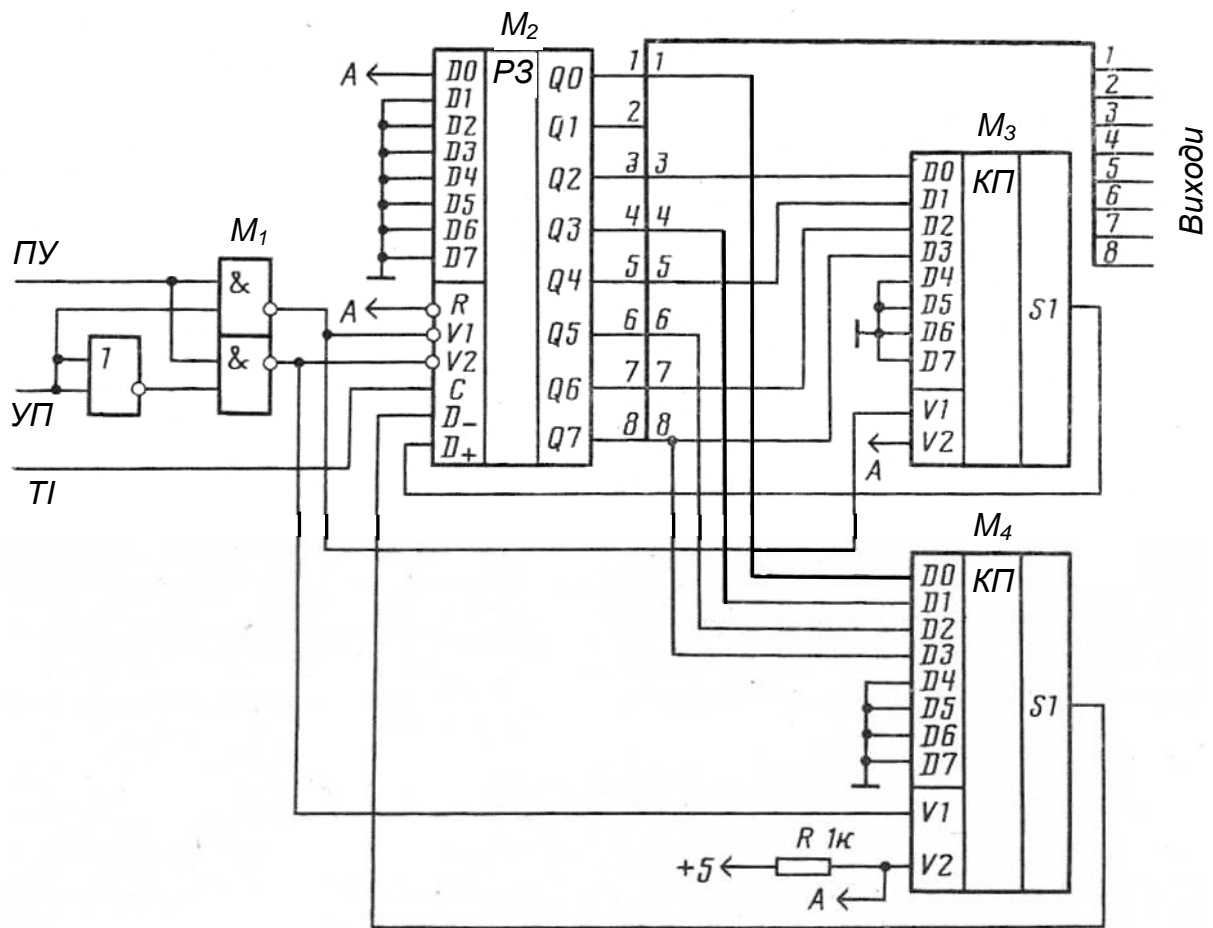 M₂
РЗ
A
D0
D1
D2
D3
D4
D5
D6
D7
A
R
V1
V2
C
D−
D+
Q0
Q1
Q2
Q3
Q4
Q5
Q6
Q7
1 1
2
3 3
4 4
5 5
6 6
7 7
8 8
1
2
3
4
5
6
7
8
Виходи
M₁
&
&
1
ПУ
УП
ТІ
M₃
КП
D0
D1
D2
D3
D4
D5
D6
D7
V1
V2
S1
A
M₄
КП
D0
D1
D2
D3
D4
D5
D6
D7
V1
V2
S1
R 1к
+5
A